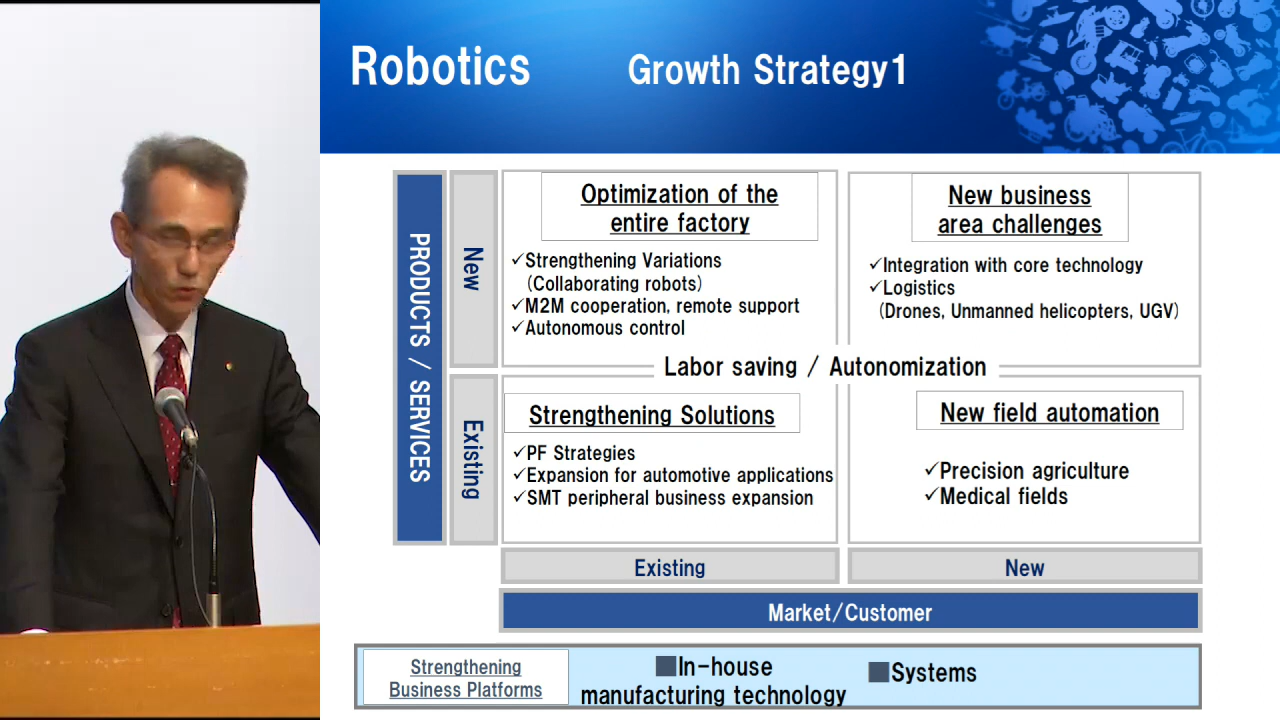 Robotics Growth Strategy1
PRODUCTS / SERVICES
New
Optimization of the
entire factory
✓Strengthening Variations
(Collaborating robots)
✓M2M cooperation, remote support
✓Autonomous control
New business
area challenges
✓Integration with core technology
✓Logistics
(Drones, Unmanned helicopters, UGV)
Labor saving / Autonomization
Existing
Strengthening Solutions
✓PF Strategies
✓Expansion for automotive applications
✓SMT peripheral business expansion
New field automation
✓Precision agriculture
✓Medical fields
Existing
New
Market/Customer
Strengthening
Business Platforms
■In-house
manufacturing technology
■Systems